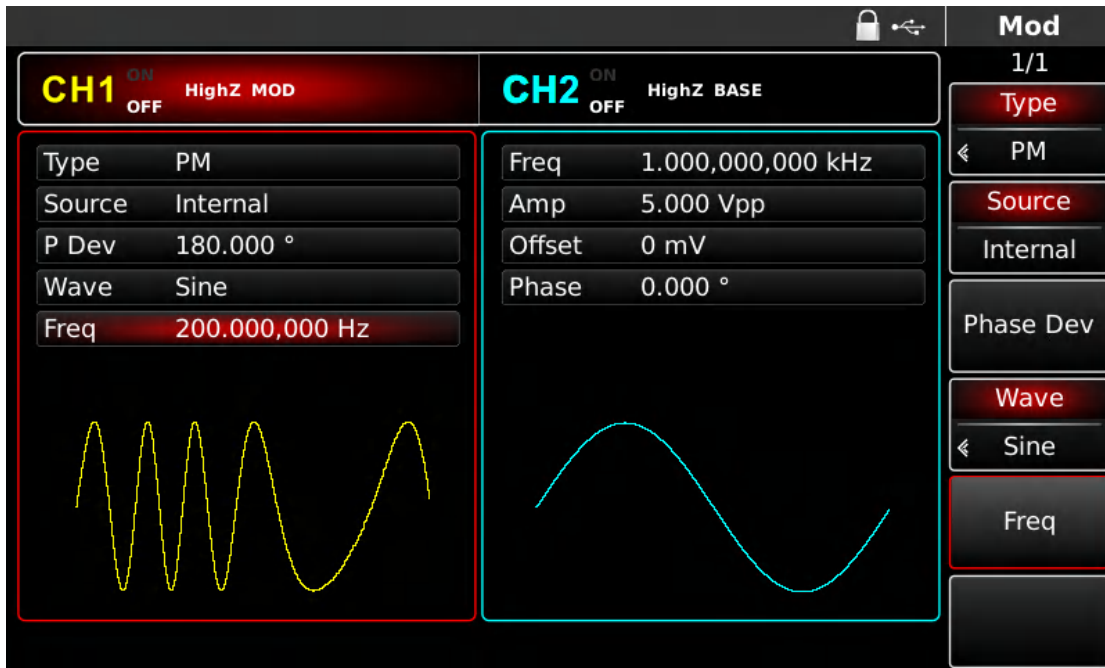 Mod
1/1
CH1 ON OFF HighZ MOD
CH2 ON OFF HighZ BASE
Type PM
Source Internal
P Dev 180.000 °
Wave Sine
Freq 200.000,000 Hz
Freq 1.000,000,000 kHz
Amp 5.000 Vpp
Offset 0 mV
Phase 0.000 °
Type
PM
Source
Internal
Phase Dev
Wave
Sine
Freq